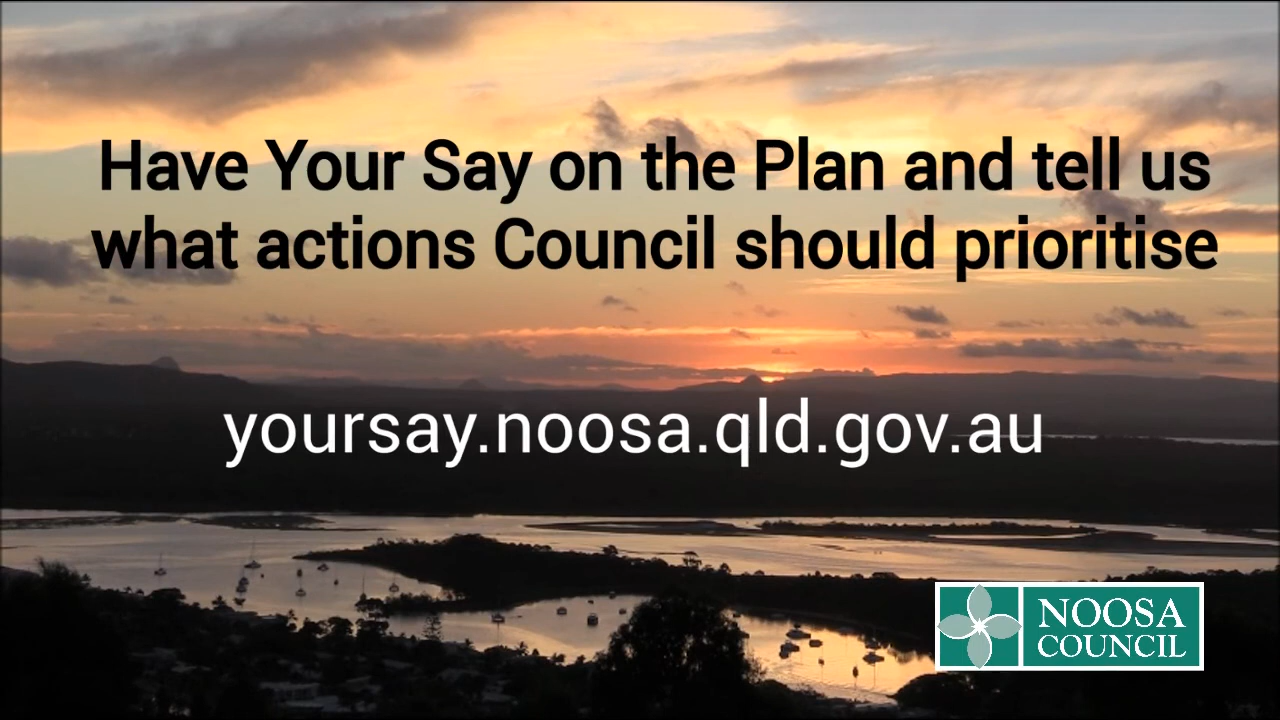 Have Your Say on the Plan and tell us
what actions Council should prioritise
yoursay.noosa.qld.gov.au
NOOSA
COUNCIL